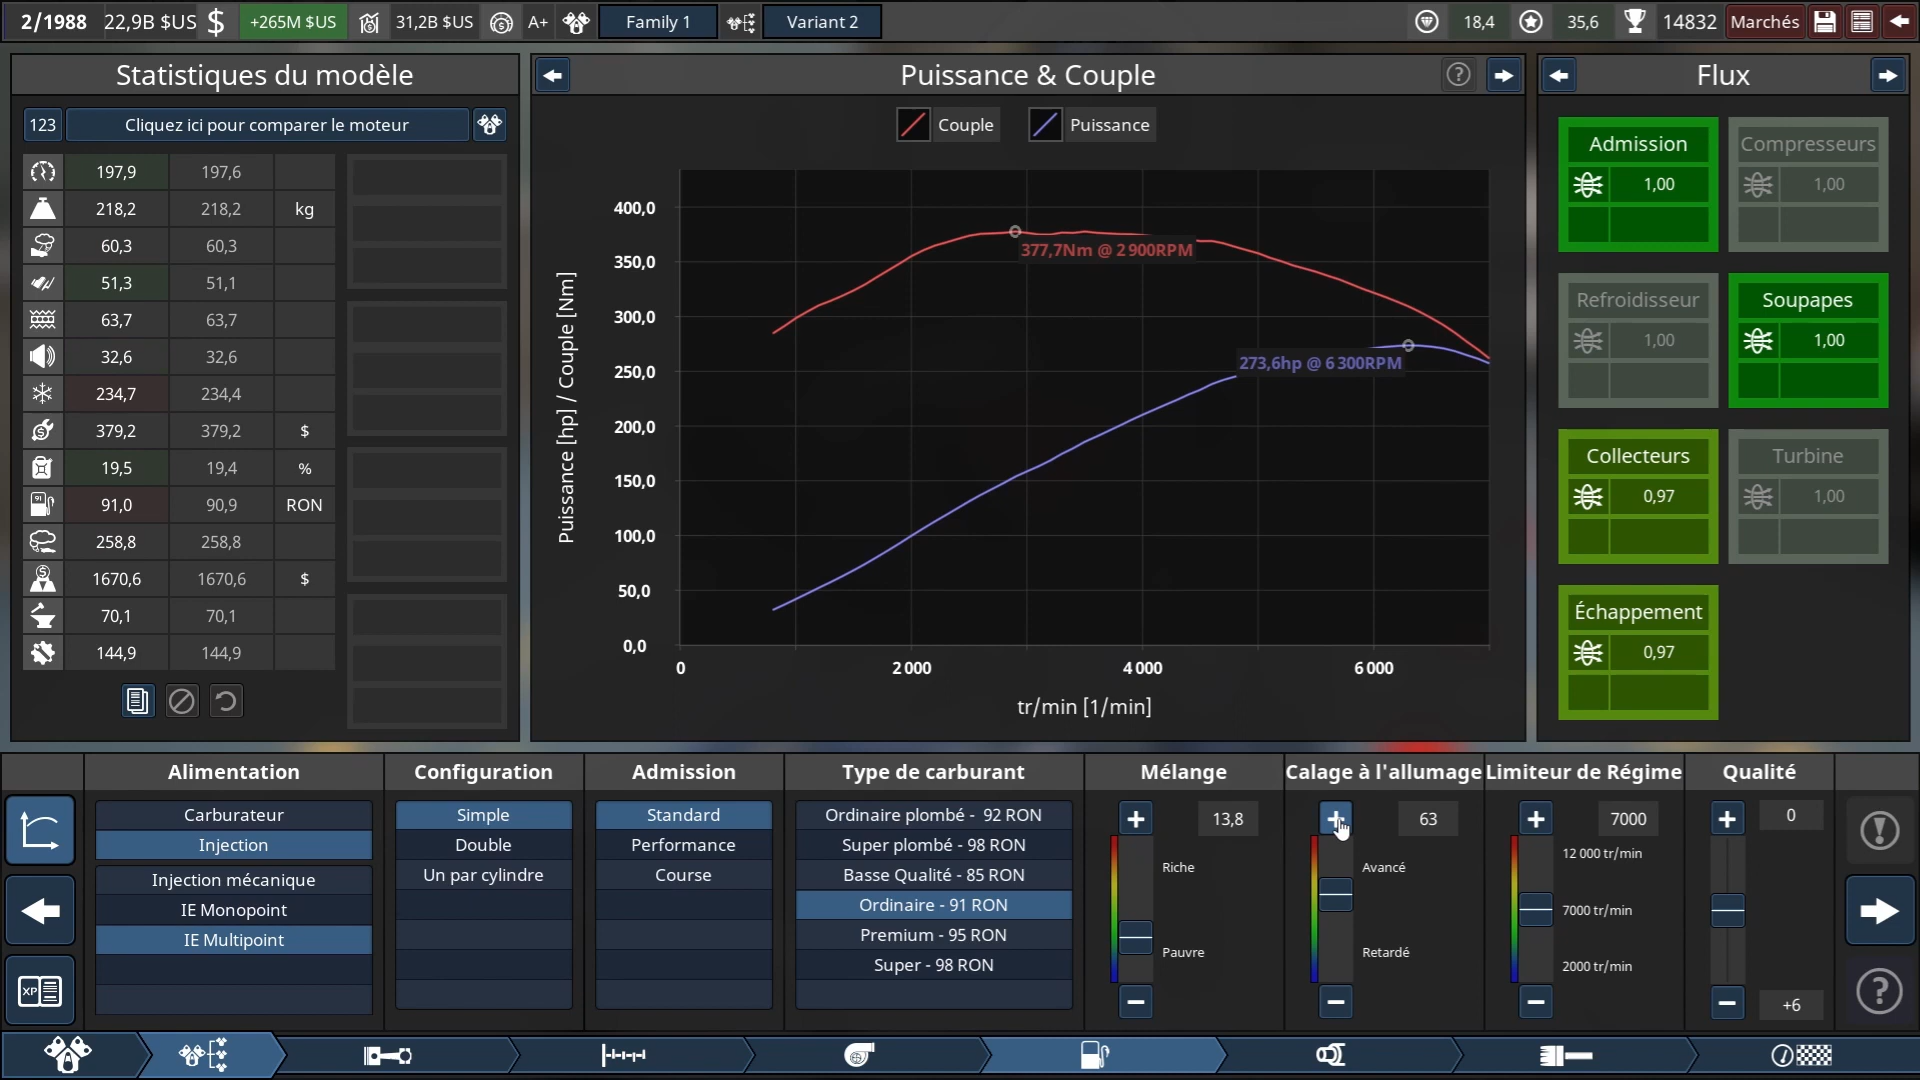 2/1988 22,9B $US +265M $US 31,2B $US A+ Family 1 Variant 2 18,4 35,6 14832 Marchés
Statistiques du modèle
123 Cliquez ici pour comparer le moteur
197,9 197,6
218,2 218,2 kg
60,3 60,3
51,3 51,1
63,7 63,7
32,6 32,6
234,7 234,4
379,2 379,2 $
19,5 19,4 %
91 91,0 90,9 RON
258,8 258,8
1670,6 1670,6 $
70,1 70,1
144,9 144,9
Puissance & Couple
Couple Puissance
Puissance [hp] / Couple [Nm]
400,0
350,0
300,0
250,0
200,0
150,0
100,0
50,0
0,0
377,7Nm @ 2 900RPM
273,6hp @ 6 300RPM
0 2 000 4 000 6 000
tr/min [1/min]
Flux
Admission
1,00
Compresseurs
1,00
Refroidisseur
1,00
Soupapes
1,00
Collecteurs
0,97
Turbine
1,00
Échappement
0,97
Alimentation
Carburateur
Injection
Injection mécanique
IE Monopoint
IE Multipoint
Configuration
Simple
Double
Un par cylindre
Admission
Standard
Performance
Course
Type de carburant
Ordinaire plombé - 92 RON
Super plombé - 98 RON
Basse Qualité - 85 RON
Ordinaire - 91 RON
Premium - 95 RON
Super - 98 RON
Mélange
13,8
Riche
Pauvre
Calage à l'allumage
63
Avancé
Retardé
Limiteur de Régime
7000
12 000 tr/min
7000 tr/min
2000 tr/min
Qualité
0
+6
XP